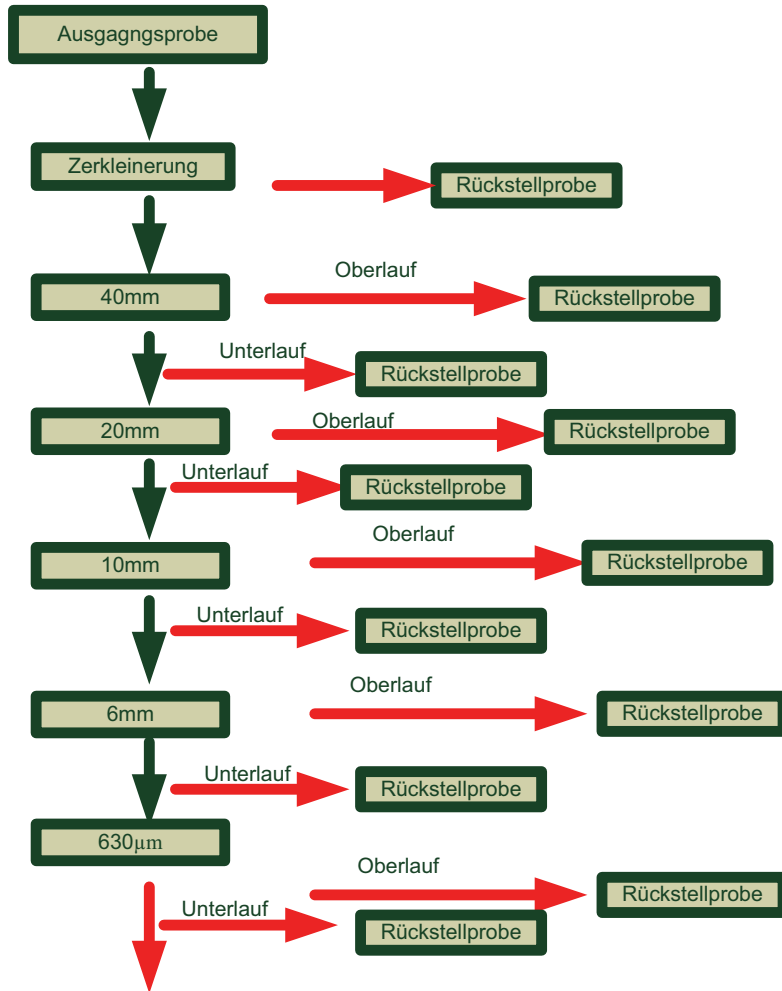 Ausgagngsprobe
Zerkleinerung
Rückstellprobe
Oberlauf
40mm
Rückstellprobe
Unterlauf
Rückstellprobe
20mm
Oberlauf
Rückstellprobe
Unterlauf
Rückstellprobe
Oberlauf
10mm
Rückstellprobe
Unterlauf
Rückstellprobe
Oberlauf
6mm
Rückstellprobe
Unterlauf
Rückstellprobe
630µm
Oberlauf
Rückstellprobe
Unterlauf
Rückstellprobe